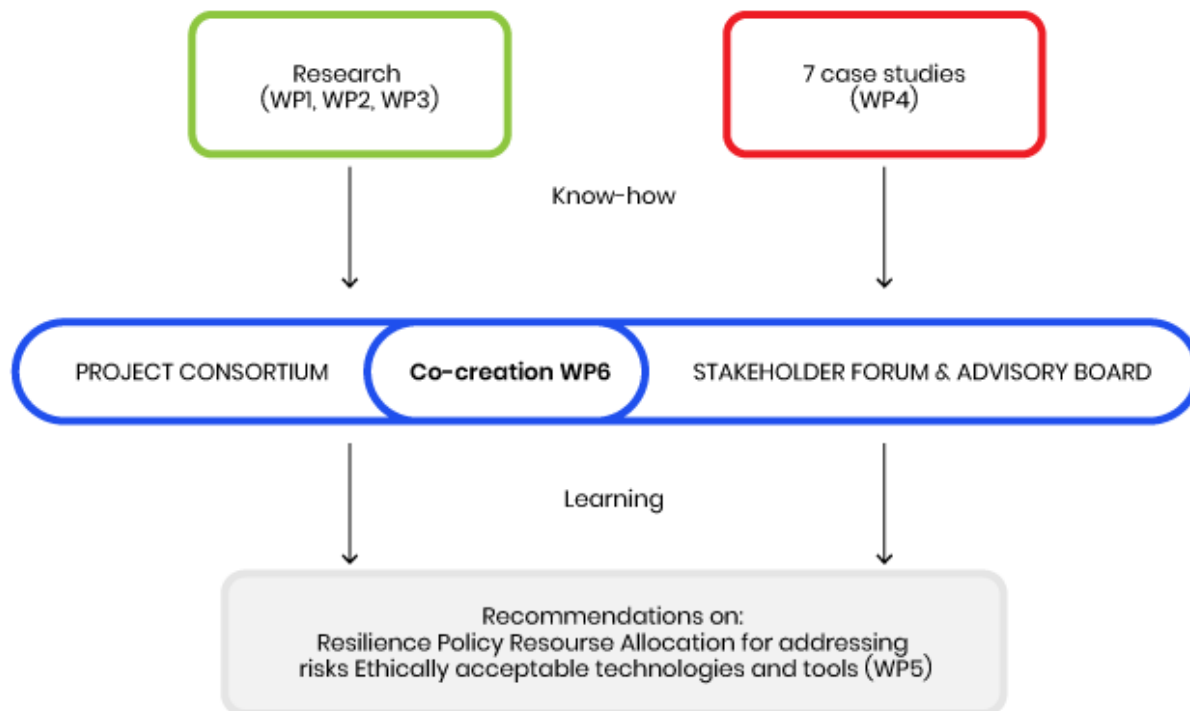 Research
(WP1, WP2, WP3)
7 case studies
(WP4)
Know-how
PROJECT CONSORTIUM
Co-creation WP6
STAKEHOLDER FORUM & ADVISORY BOARD
Learning
Recommendations on:
Resilience Policy Resourse Allocation for addressing
risks Ethically acceptable technologies and tools (WP5)